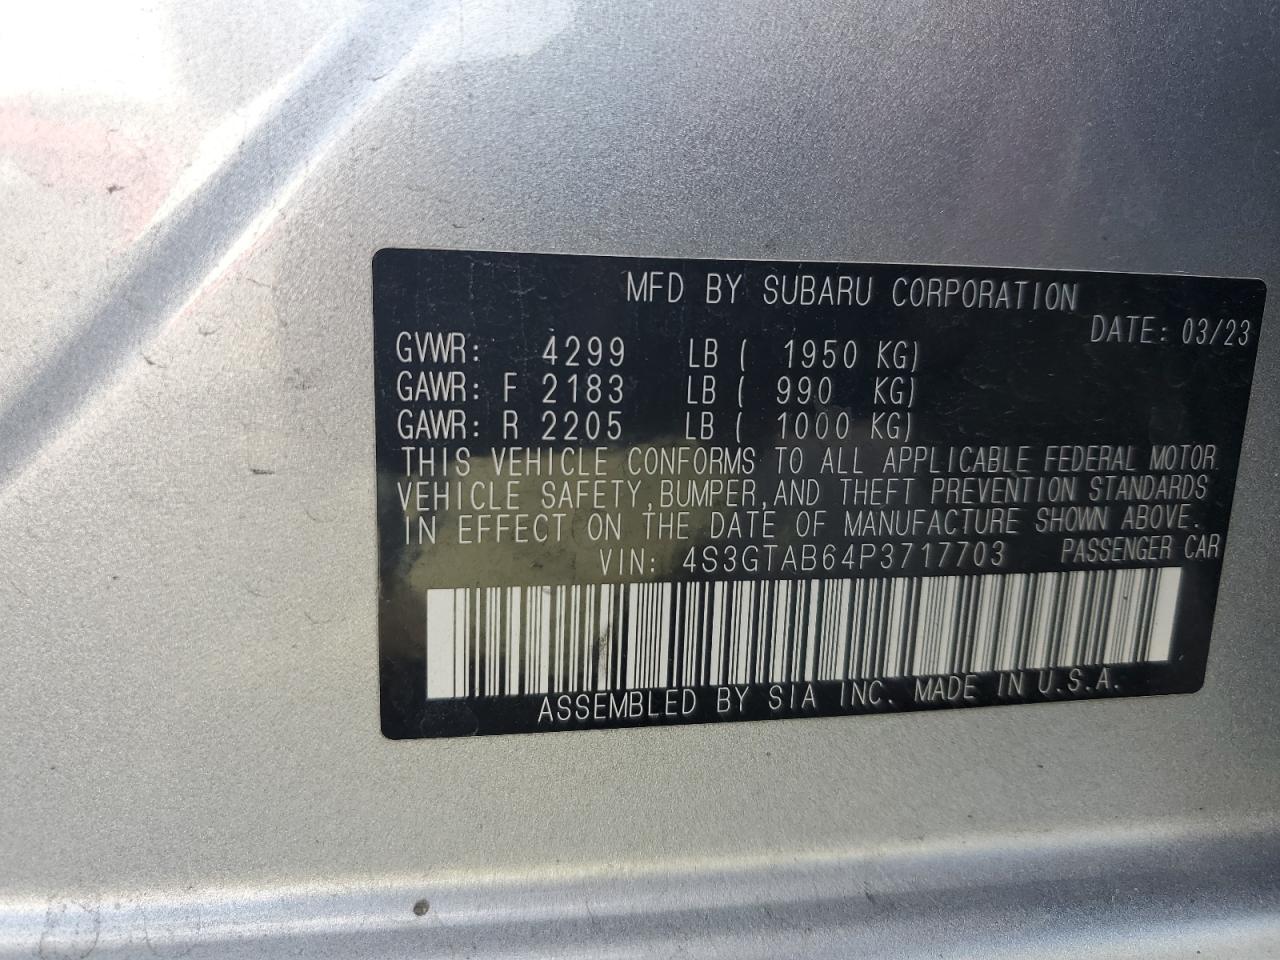 MFD BY SUBARU CORPORATION
DATE: 03/23
GVWR: 4299 LB ( 1950 KG)
GAWR: F 2183 LB ( 990 KG)
GAWR: R 2205 LB ( 1000 KG)
THIS VEHICLE CONFORMS TO ALL APPLICABLE FEDERAL MOTOR
VEHICLE SAFETY,BUMPER,AND THEFT PREVENTION STANDARDS
IN EFFECT ON THE DATE OF MANUFACTURE SHOWN ABOVE.
VIN: 4S3GTAB64P3717703 PASSENGER CAR
ASSEMBLED BY SIA INC. MADE IN U.S.A.